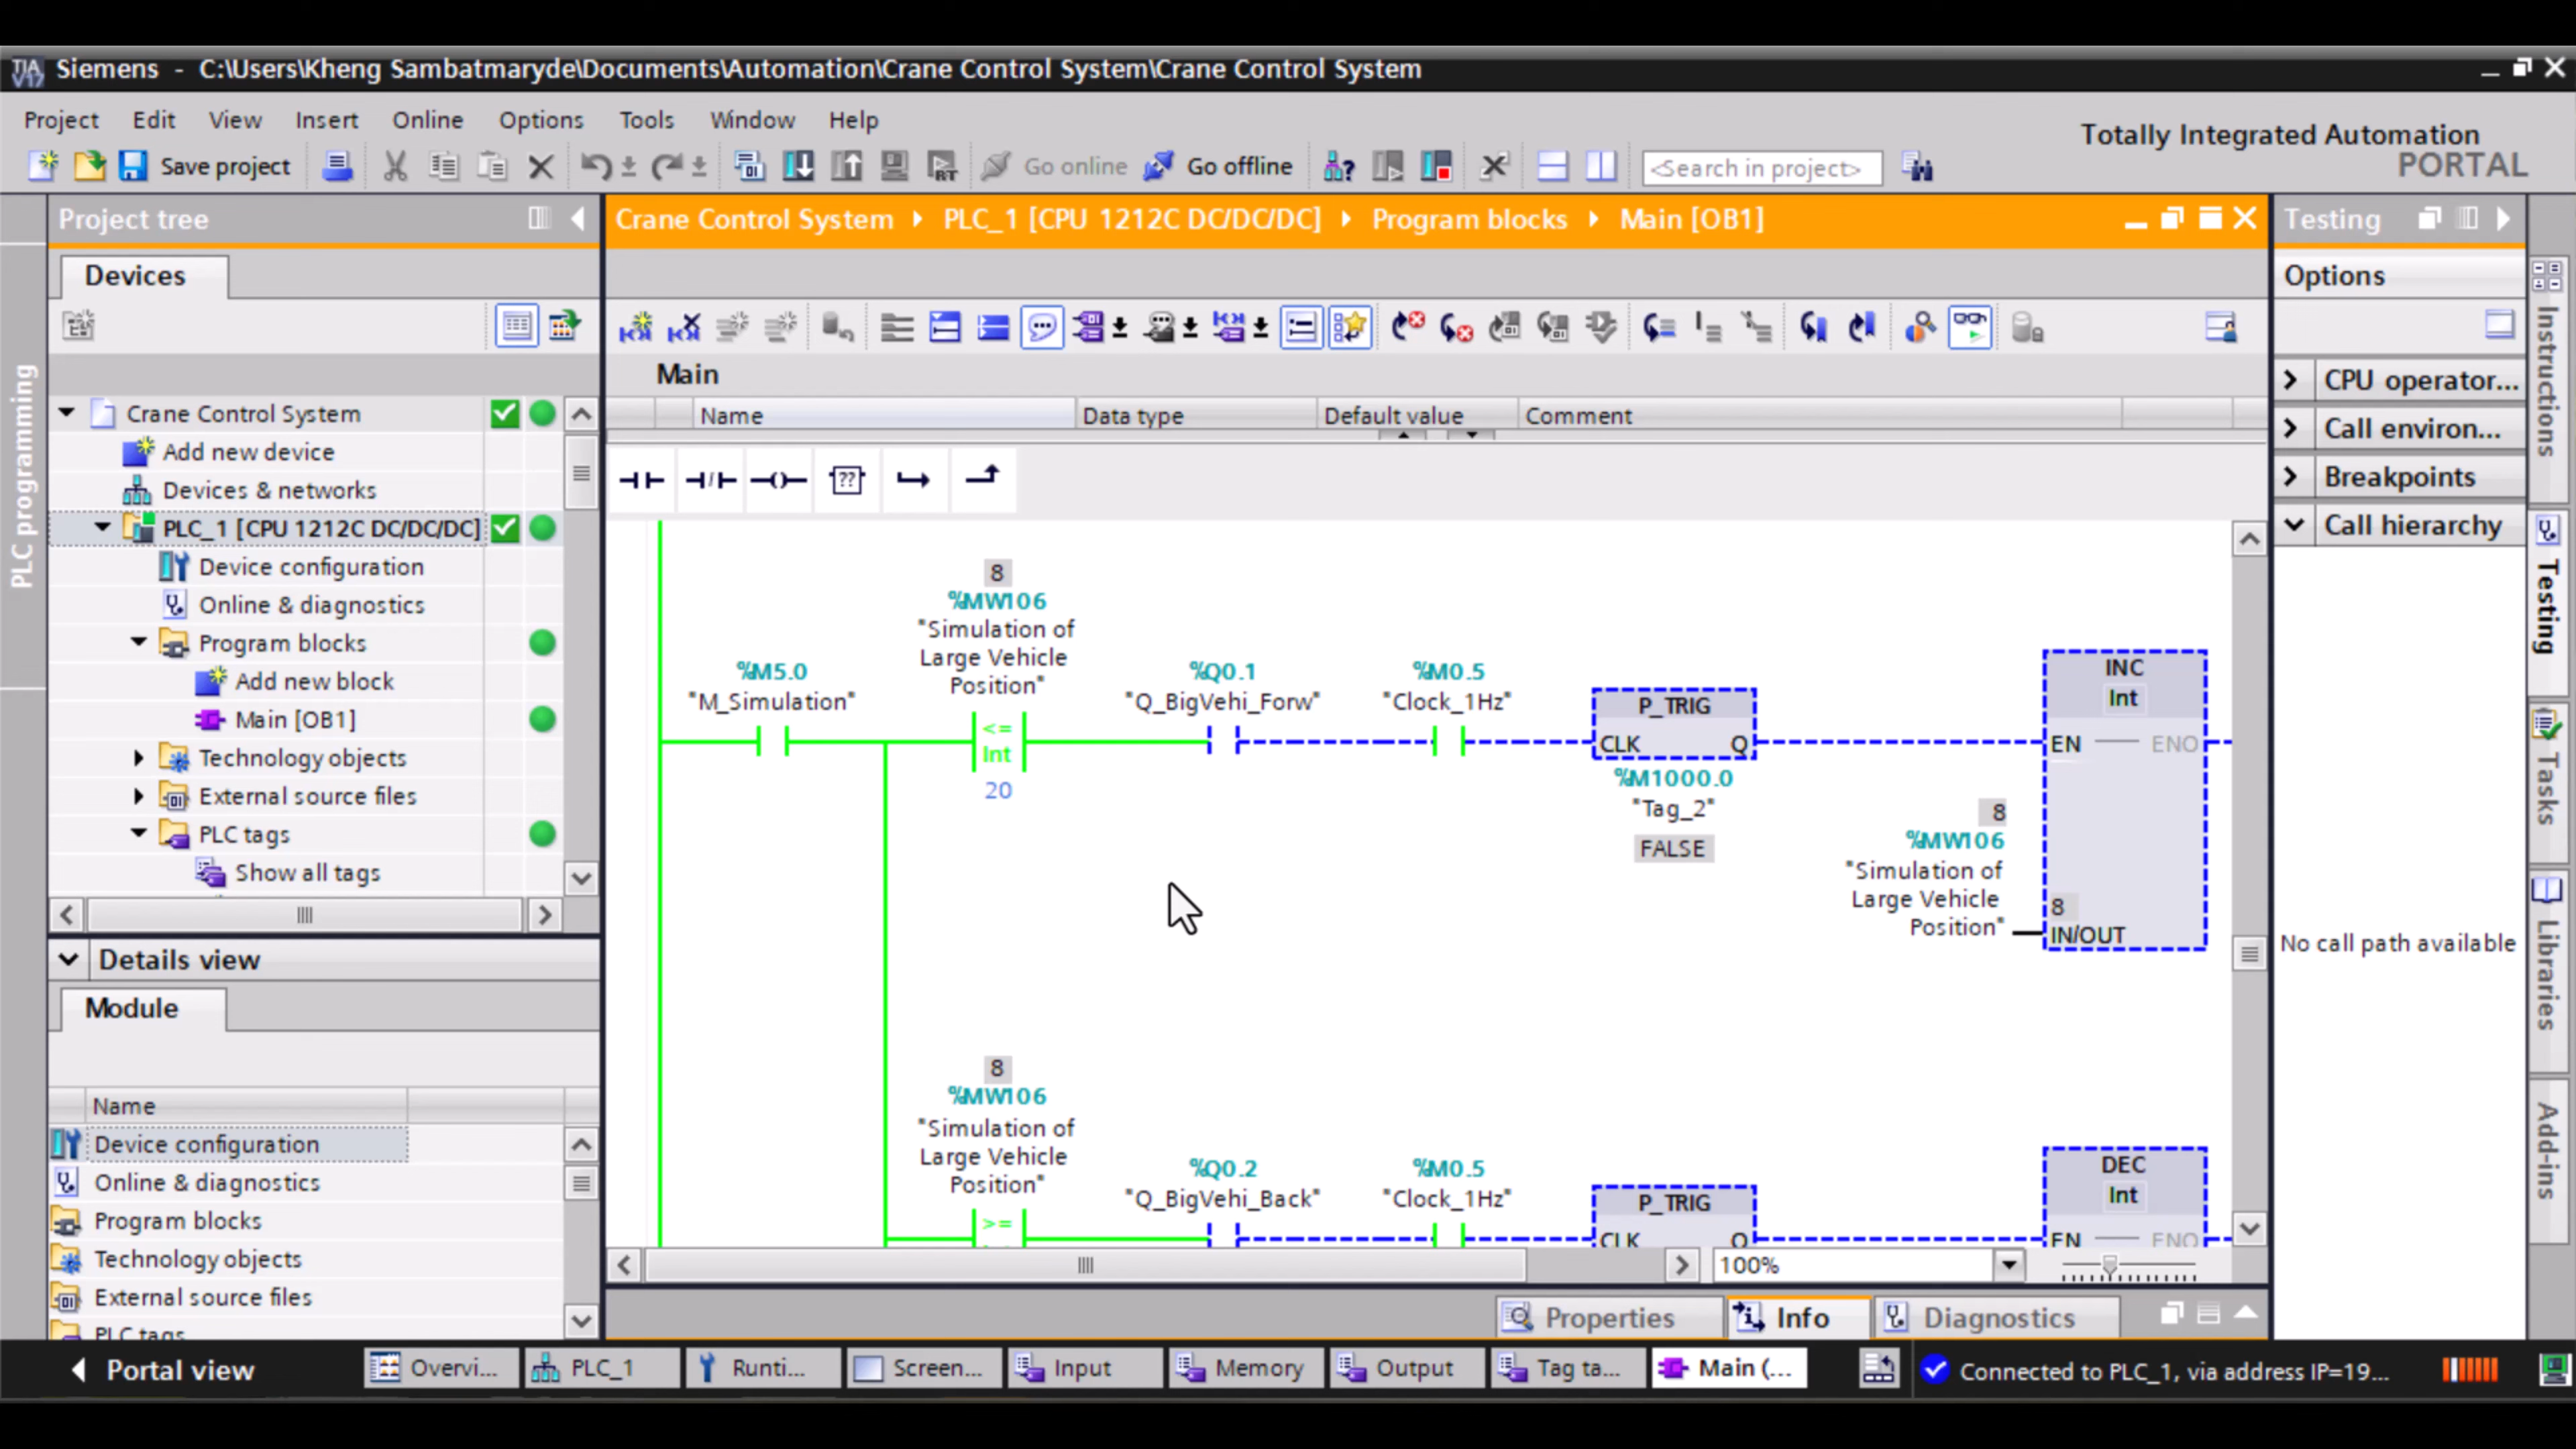 TIA V17 Siemens - C:\Users\Kheng Sambatmaryde\Documents\Automation\Crane Control System\Crane Control System
Project Edit View Insert Online Options Tools Window Help
Totally Integrated Automation
PORTAL
Save project Go online Go offline <Search in project>
Project tree
Crane Control System PLC_1 [CPU 1212C DC/DC/DC] Program blocks Main [OB1]
Testing
Devices
Options
PLC programming
Crane Control System
Add new device
Devices & networks
PLC_1 [CPU 1212C DC/DC/DC]
Device configuration
Online & diagnostics
Program blocks
Add new block
Main [OB1]
Technology objects
External source files
PLC tags
Show all tags
Details view
Module
Name
Device configuration
Online & diagnostics
Program blocks
Technology objects
External source files
PLC tags
Main
Name Data type Default value Comment
??
8
%MW106
"Simulation of
Large Vehicle
Position"
%M5.0
"M_Simulation"
<=
Int
20
%Q0.1
"Q_BigVehi_Forw"
%M0.5
"Clock_1Hz"
P_TRIG
CLK Q
%M1000.0
"Tag_2"
FALSE
INC
Int
EN ENO
8
%MW106
"Simulation of
Large Vehicle
Position"
8
IN/OUT
8
%MW106
"Simulation of
Large Vehicle
Position"
>=
%Q0.2
"Q_BigVehi_Back"
%M0.5
"Clock_1Hz"
P_TRIG
CLK Q
DEC
Int
EN ENO
100%
Properties Info Diagnostics
CPU operator...
Call environ...
Breakpoints
Call hierarchy
No call path available
Instructions
Testing
Tasks
Libraries
Add-ins
Portal view Overvi... PLC_1 Runti... Screen... Input Memory Output Tag ta... Main (... Connected to PLC_1, via address IP=19...